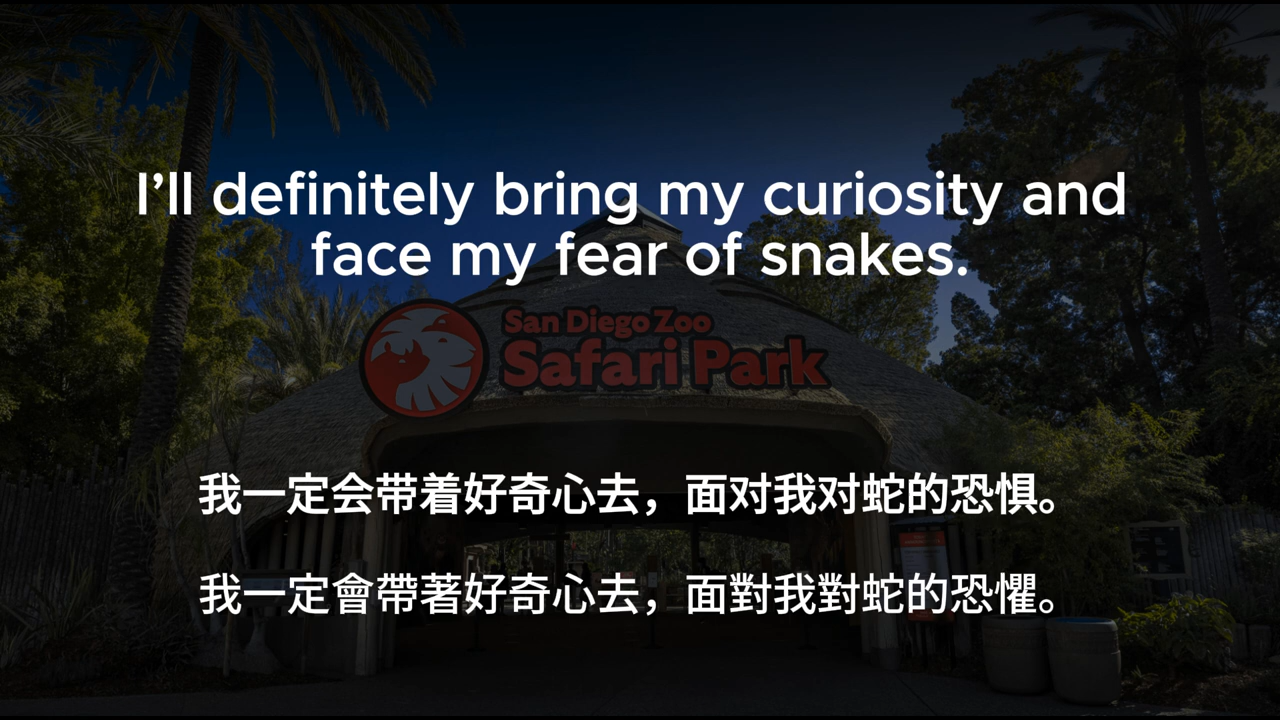 I’ll definitely bring my curiosity and
face my fear of snakes.
San Diego Zoo
Safari Park
我一定会带着好奇心去，面对我对蛇的恐惧。
我一定會帶著好奇心去，面對我對蛇的恐懼。